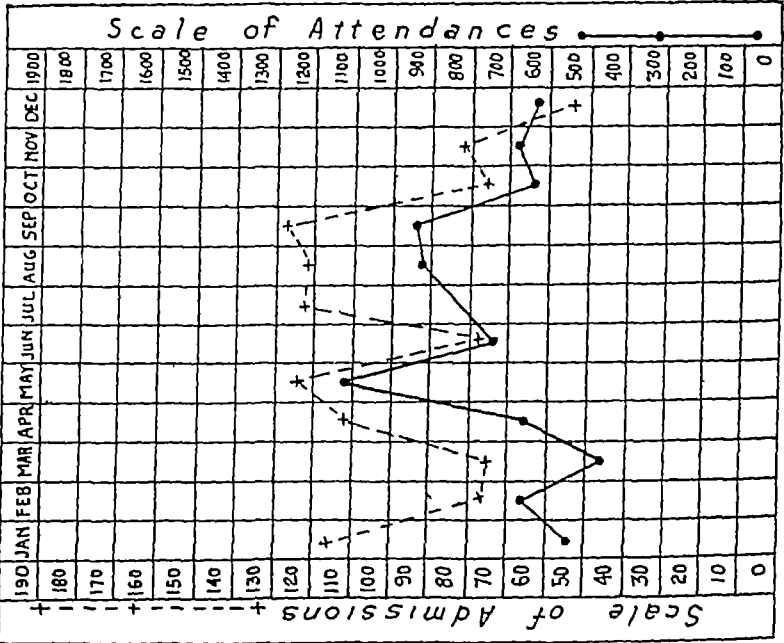 Scale of Attendances
1900 1800 1700 1600 1500 1400 1300 1200 1100 1000 900 800 700 600 500 400 300 200 100 0
JAN FEB MAR APR MAY JUN JUL AUG SEP OCT NOV DEC
190 180 170 160 150 140 130 120 110 100 90 80 70 60 50 40 30 20 10 0
Scale of Admissions